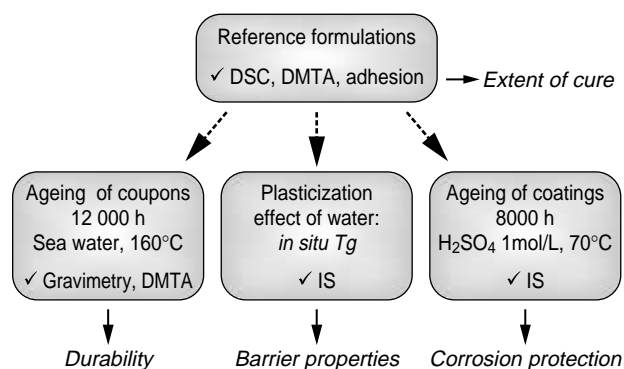 Reference formulations
✓ DSC, DMTA, adhesion
Extent of cure
Ageing of coupons
12 000 h
Sea water, 160°C
✓ Gravimetry, DMTA
Plasticization
effect of water:
in situ Tg
✓ IS
Ageing of coatings
8000 h
H₂SO₄ 1mol/L, 70°C
✓ IS
Durability
Barrier properties
Corrosion protection